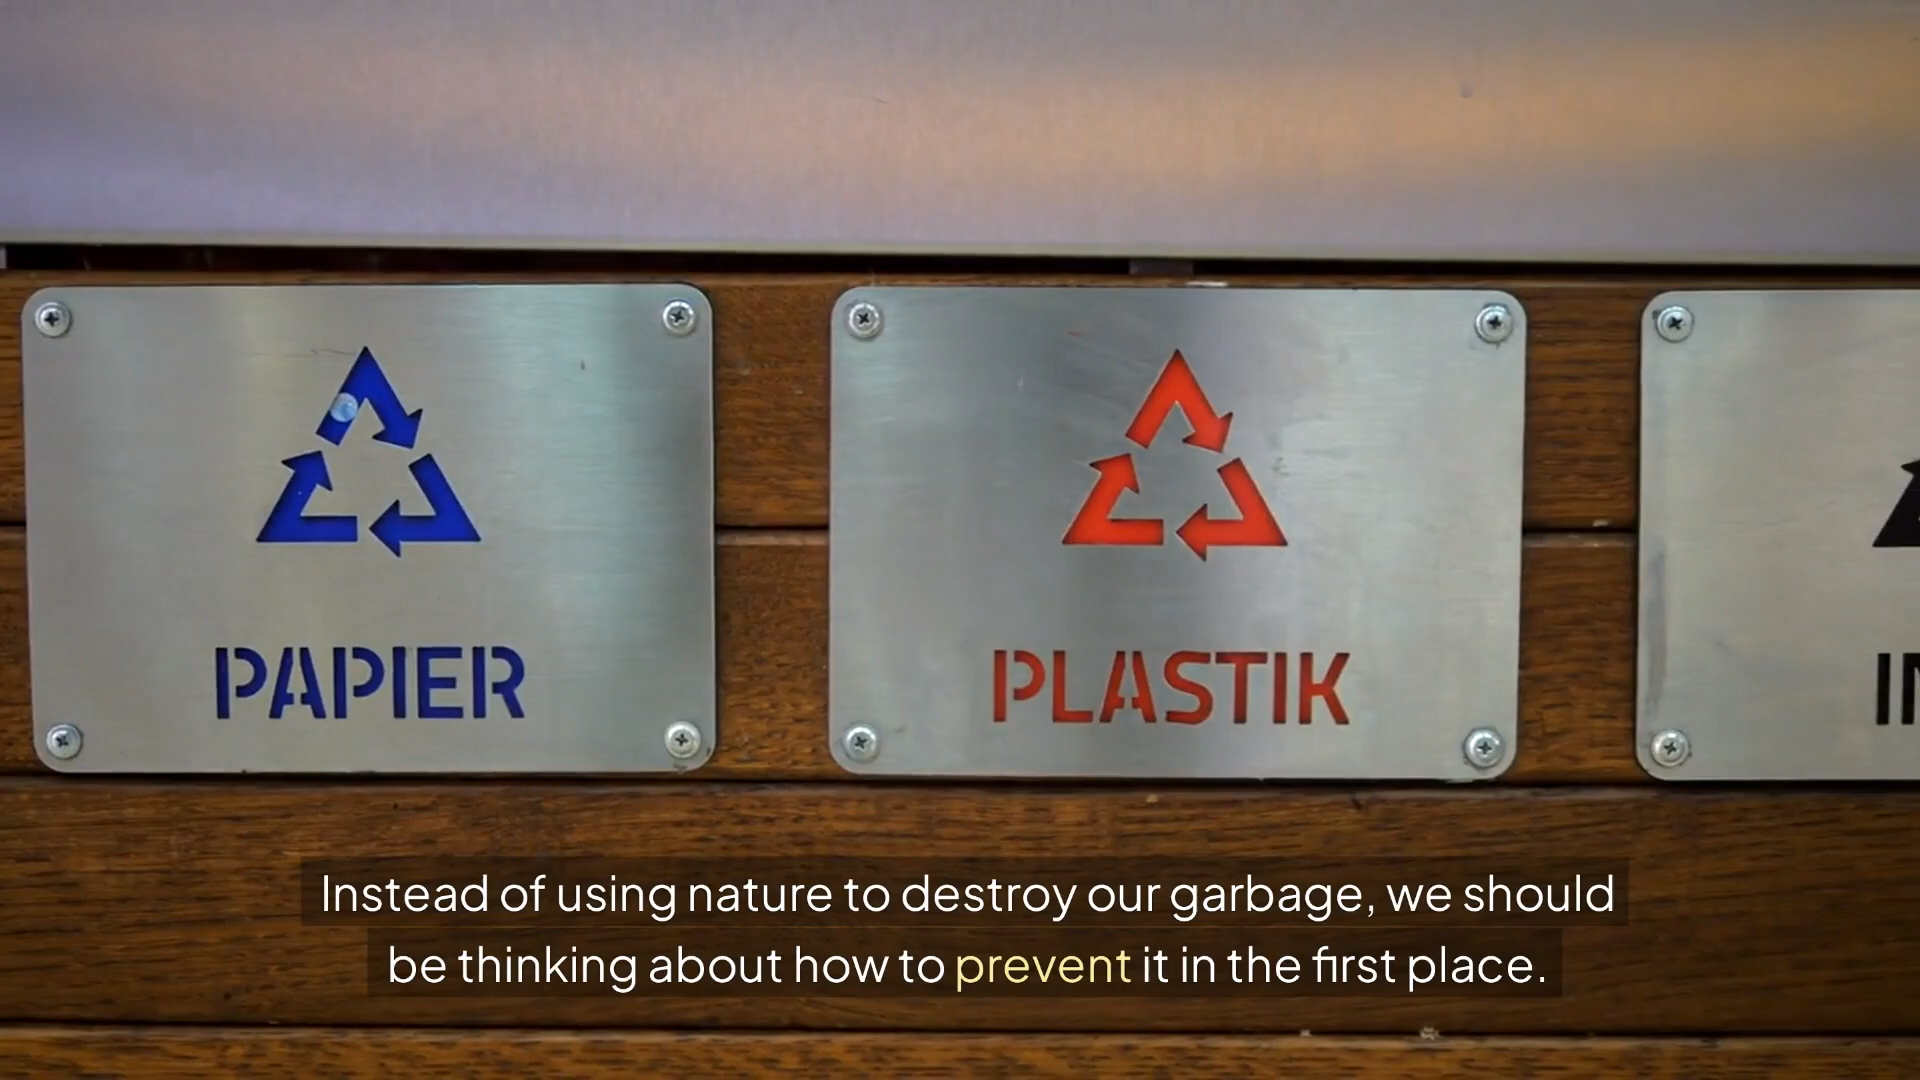 PAPIER
PLASTIK
Instead of using nature to destroy our garbage, we should
be thinking about how to prevent it in the first place.